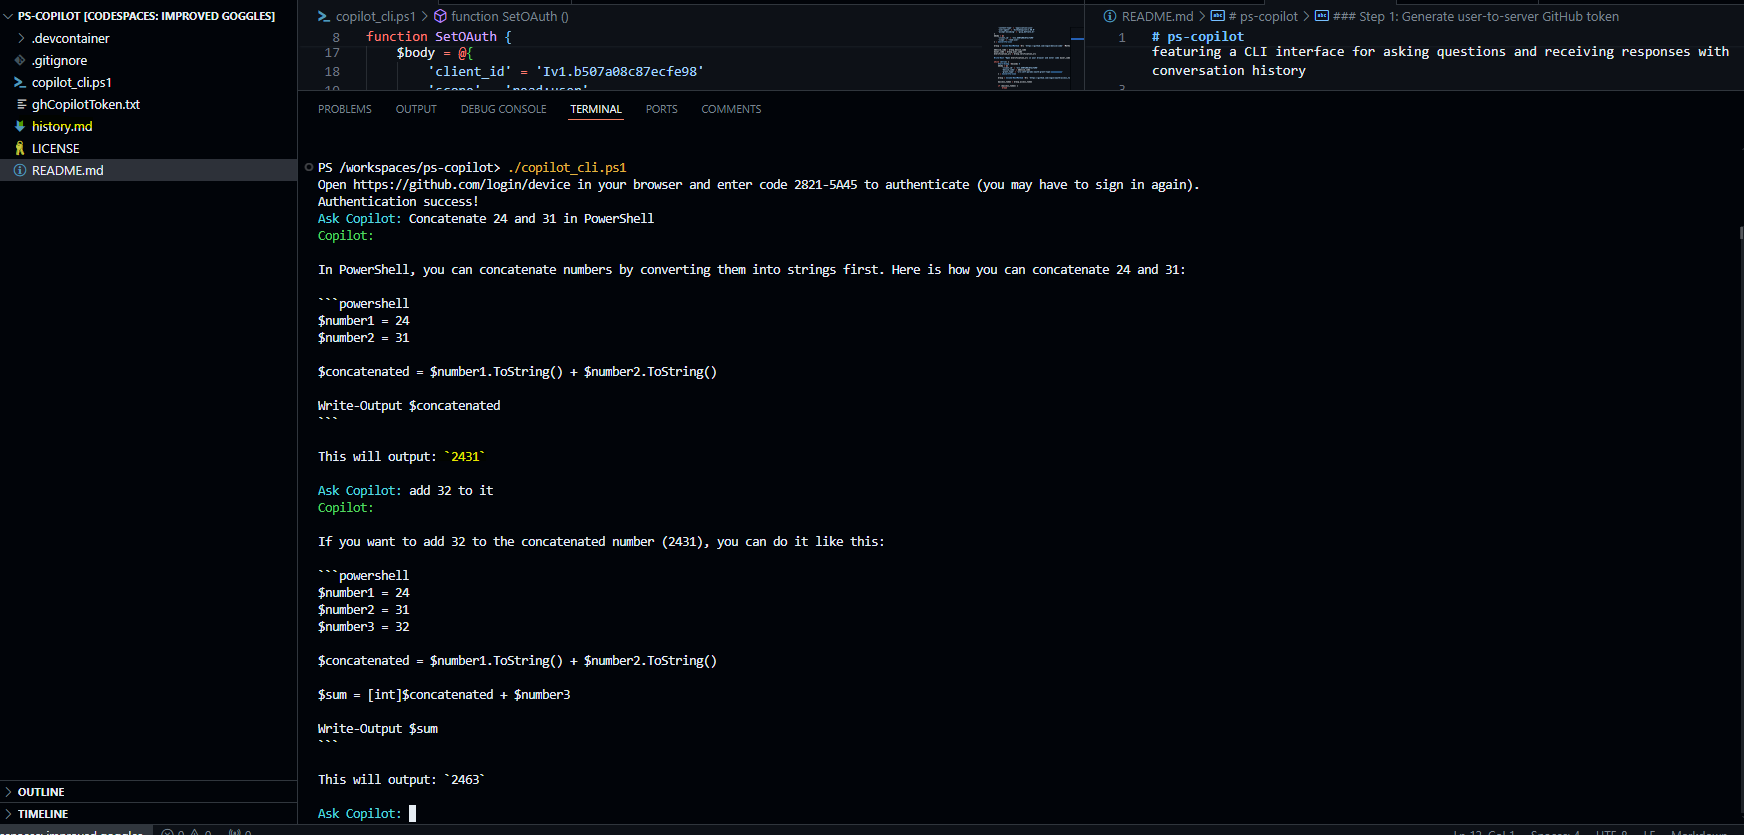 PS-COPILOT [CODESPACES: IMPROVED GOGGLES]
.devcontainer
.gitignore
copilot_cli.ps1
ghCopilotToken.txt
history.md
LICENSE
README.md
OUTLINE
TIMELINE
copilot_cli.ps1 > function SetOAuth ()
8 function SetOAuth {
17 $body = @{
18 'client_id' = 'Iv1.b507a08c87ecfe98'
README.md > # ps-copilot > ### Step 1: Generate user-to-server GitHub token
1 # ps-copilot
featuring a CLI interface for asking questions and receiving responses with
conversation history
PROBLEMS OUTPUT DEBUG CONSOLE TERMINAL PORTS COMMENTS
PS /workspaces/ps-copilot> ./copilot_cli.ps1
Open https://github.com/login/device in your browser and enter code 2821-5A45 to authenticate (you may have to sign in again).
Authentication success!
Ask Copilot: Concatenate 24 and 31 in PowerShell
Copilot:
In PowerShell, you can concatenate numbers by converting them into strings first. Here is how you can concatenate 24 and 31:
```powershell
$number1 = 24
$number2 = 31
$concatenated = $number1.ToString() + $number2.ToString()
Write-Output $concatenated
```
This will output: `2431`
Ask Copilot: add 32 to it
Copilot:
If you want to add 32 to the concatenated number (2431), you can do it like this:
```powershell
$number1 = 24
$number2 = 31
$number3 = 32
$concatenated = $number1.ToString() + $number2.ToString()
$sum = [int]$concatenated + $number3
Write-Output $sum
```
This will output: `2463`
Ask Copilot: